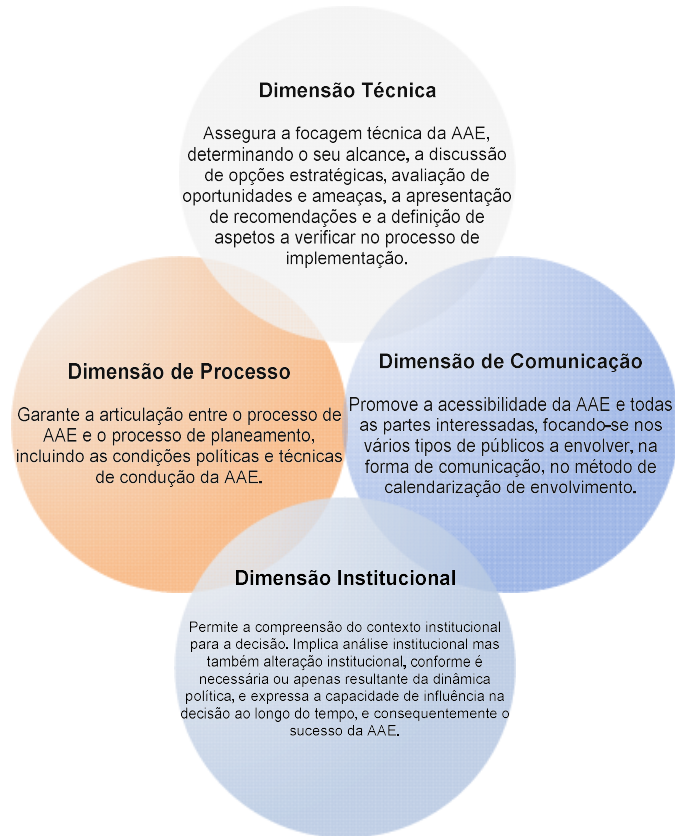 Dimensão Técnica
Assegura a focagem técnica da AAE,
determinando o seu alcance, a discussão
de opções estratégicas, avaliação de
oportunidades e ameaças, a apresentação
de recomendações e a definição de
aspetos a verificar no processo de
implementação.
Dimensão de Processo
Garante a articulação entre o processo de
AAE e o processo de planeamento,
incluindo as condições políticas e técnicas
de condução da AAE.
Dimensão de Comunicação
Promove a acessibilidade da AAE e todas
as partes interessadas, focando-se nos
vários tipos de públicos a envolver, na
forma de comunicação, no método de
calendarização de envolvimento.
Dimensão Institucional
Permite a compreensão do contexto institucional
para a decisão. Implica análise institucional mas
também alteração institucional, conforme é
necessária ou apenas resultante da dinâmica
política, e expressa a capacidade de influência na
decisão ao longo do tempo, e consequentemente o
sucesso da AAE.